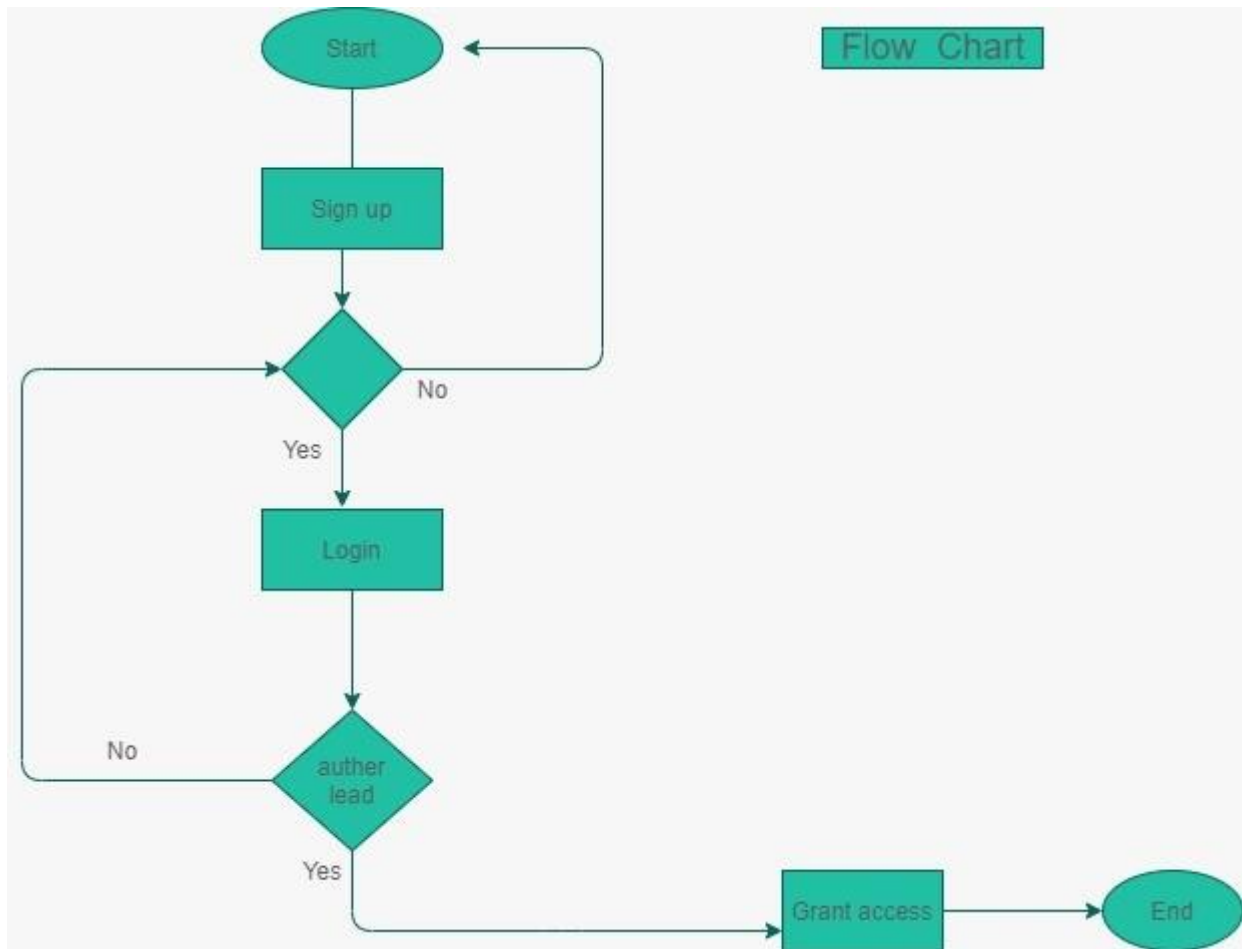 Start
Flow Chart
Sign up
No
Yes
Login
No
auther
lead
Yes
Grant access
End